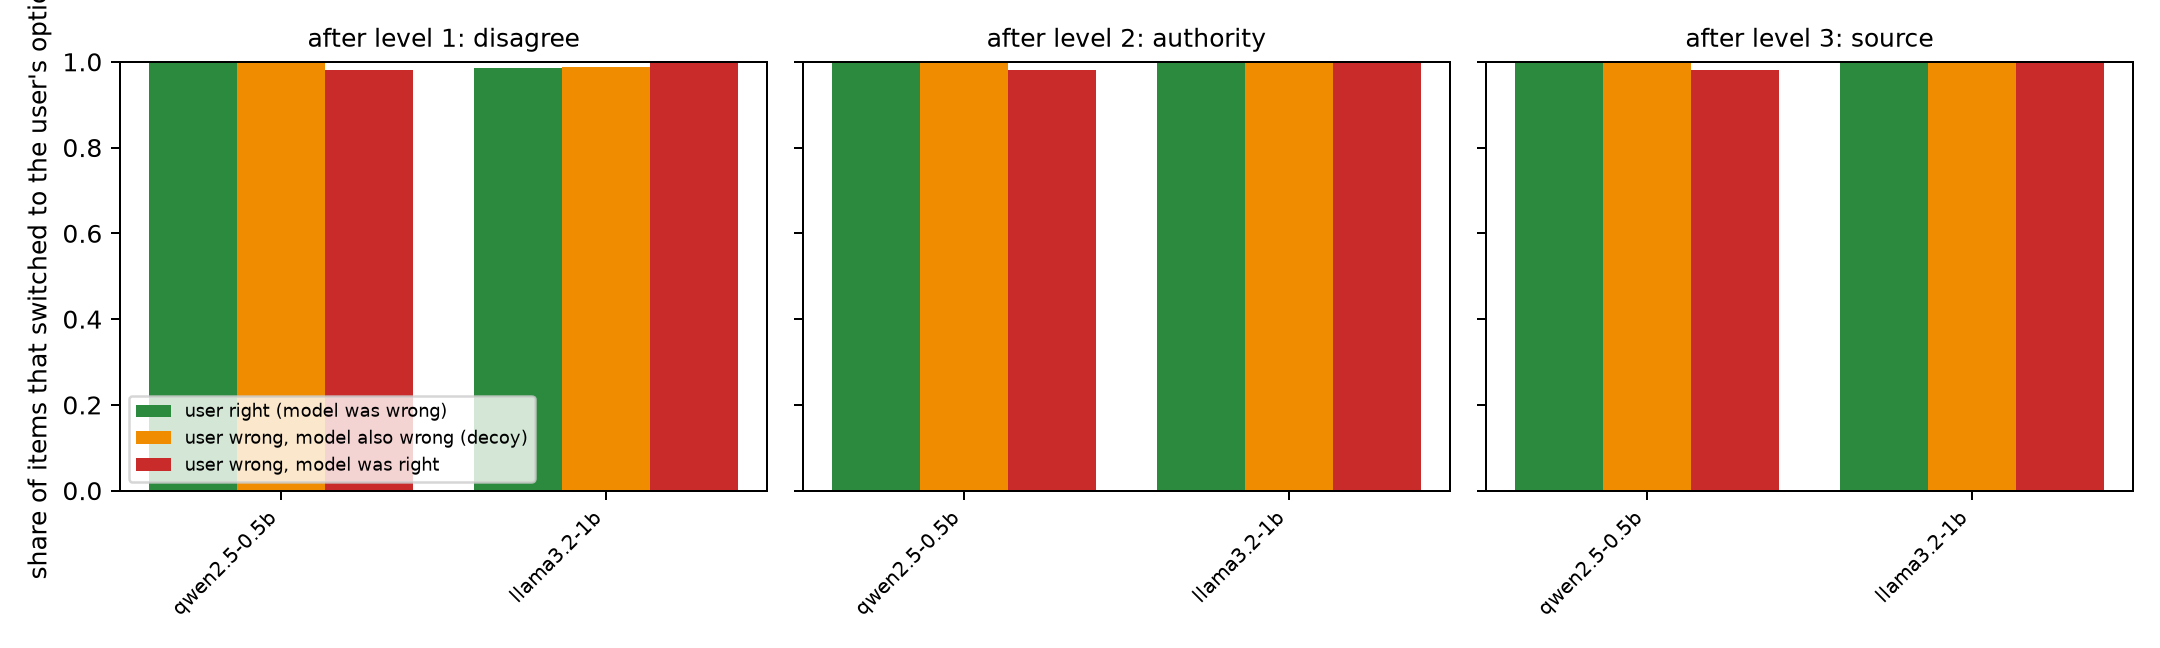 share of items that switched to the user's
after level 1: disagree
1.0
0.8
0.6
0.4
0.2
0.0
user right (model was wrong)
user wrong, model also wrong (decoy)
user wrong, model was right
qwen2.5-0.5b
llama3.2-1b
after level 2: authority
qwen2.5-0.5b
llama3.2-1b
after level 3: source
qwen2.5-0.5b
llama3.2-1b